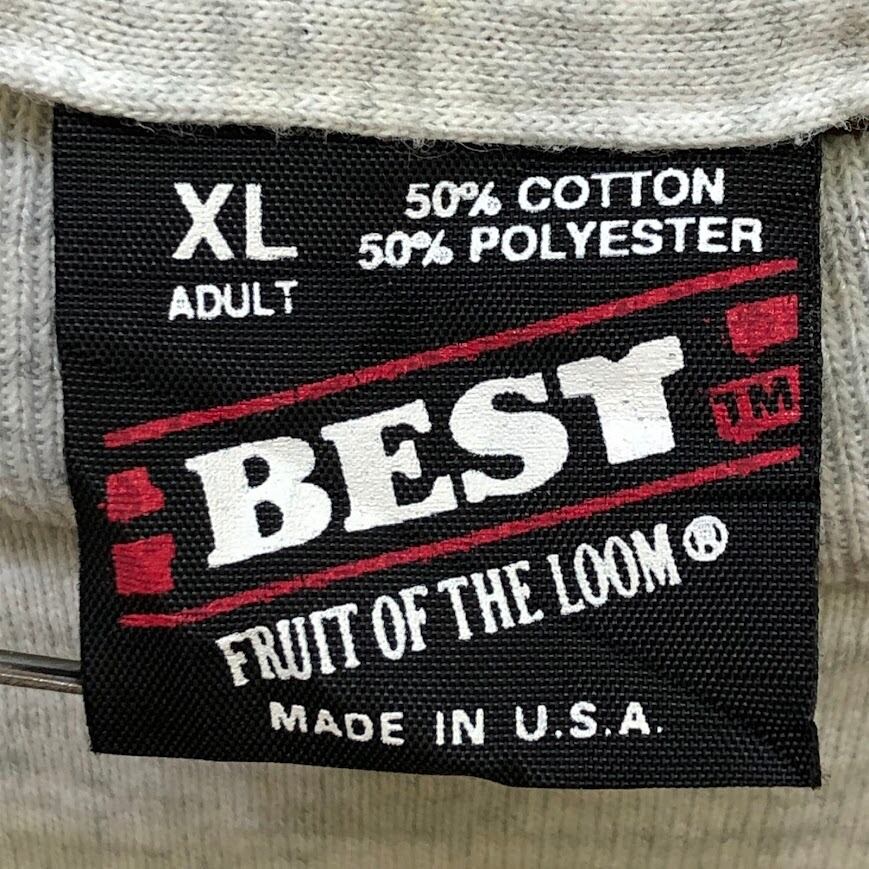 XL
ADULT
50% COTTON
50% POLYESTER
BEST
TM
FRUIT OF THE LOOM®
MADE IN U.S.A.